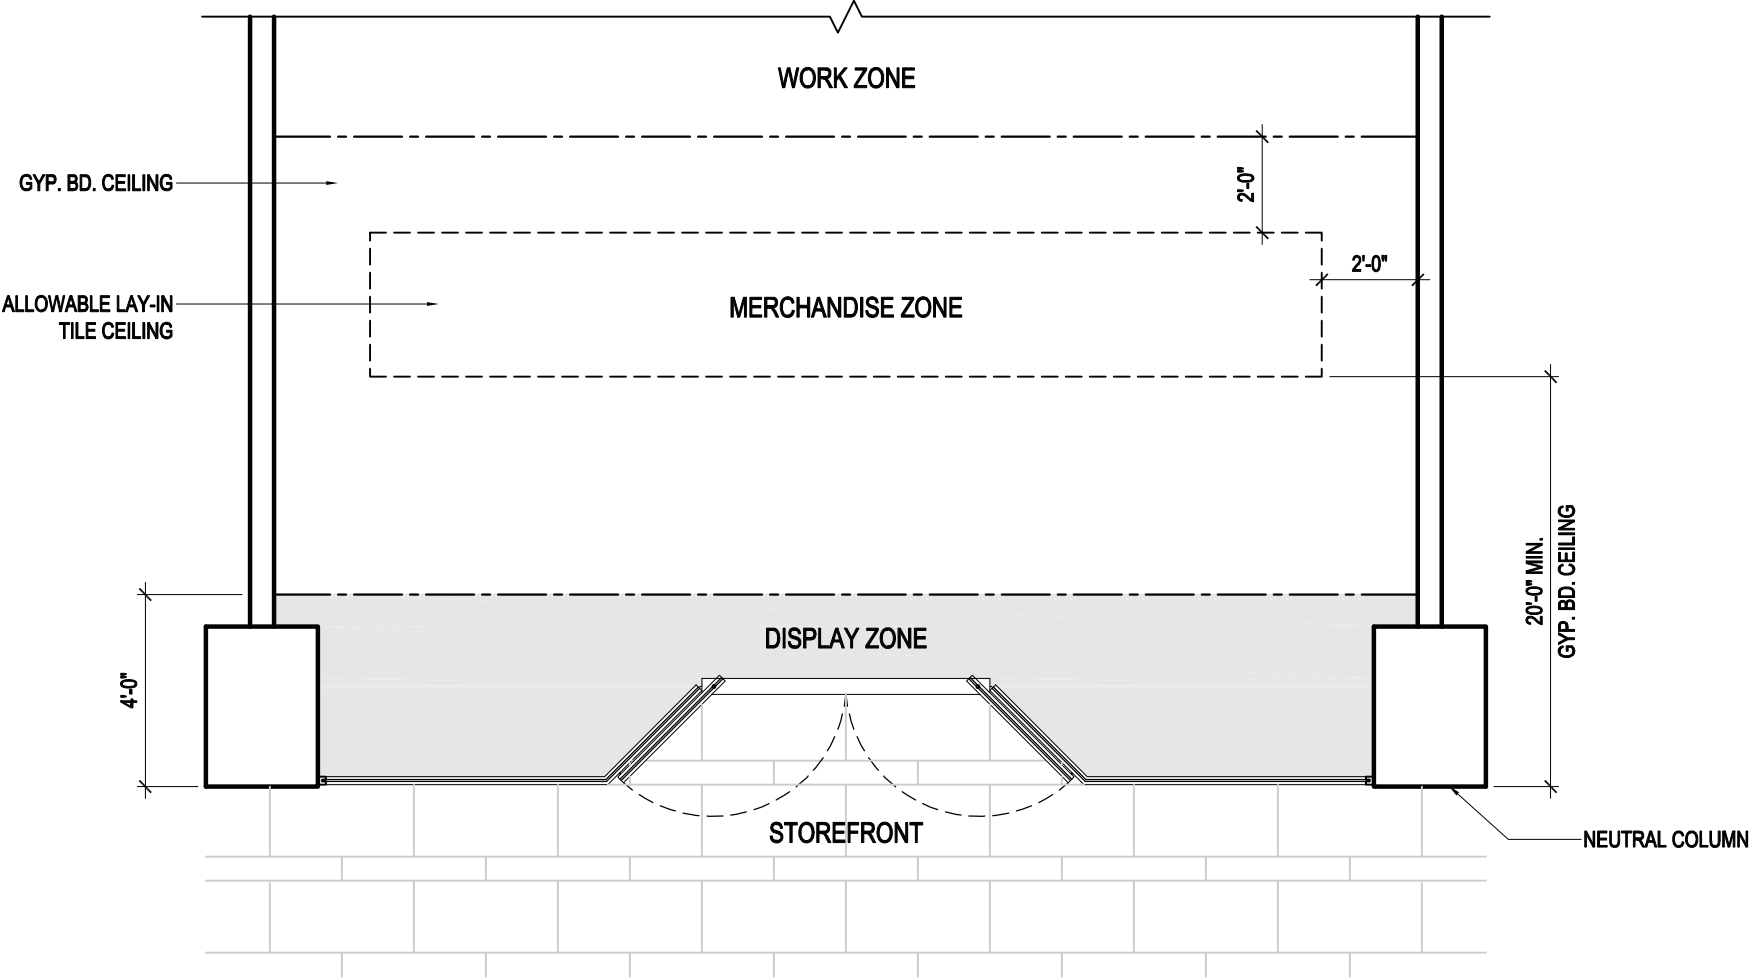 WORK ZONE
GYP. BD. CEILING
2'-0"
2'-0"
ALLOWABLE LAY-IN
TILE CEILING
MERCHANDISE ZONE
20'-0" MIN.
GYP. BD. CEILING
DISPLAY ZONE
4'-0"
STOREFRONT
NEUTRAL COLUMN